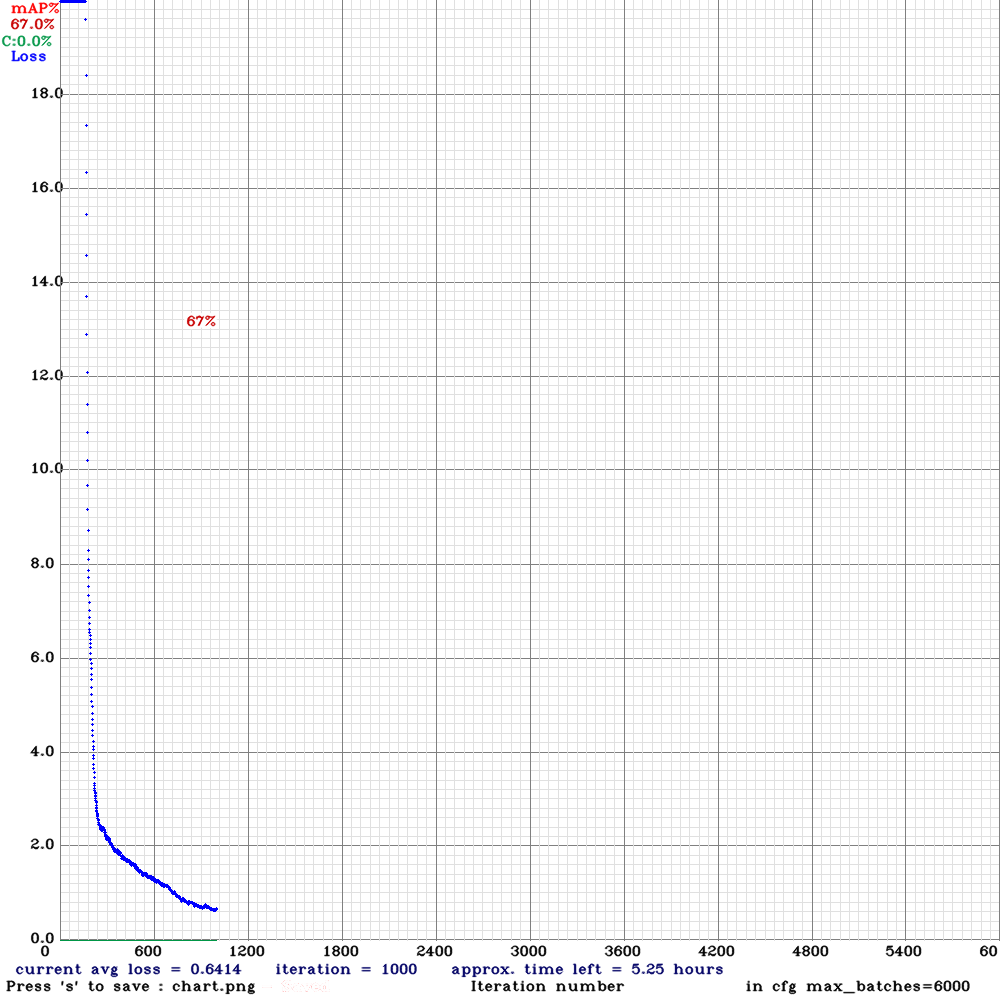 mAP%
67.0%
C:0.0%
Loss
18.0
16.0
14.0
67%
12.0
10.0
8.0
6.0
4.0
2.0
0.0
0 600 1200 1800 2400 3000 3600 4200 4800 5400 60
current avg loss = 0.6414 iteration = 1000 approx. time left = 5.25 hours
Press 's' to save : chart.png Iteration number in cfg max_batches=6000